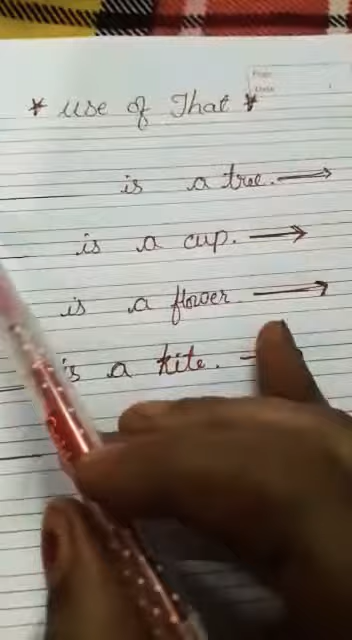 * use of That *
is a tree. →
is a cup. →
is a flower →
is a kite.